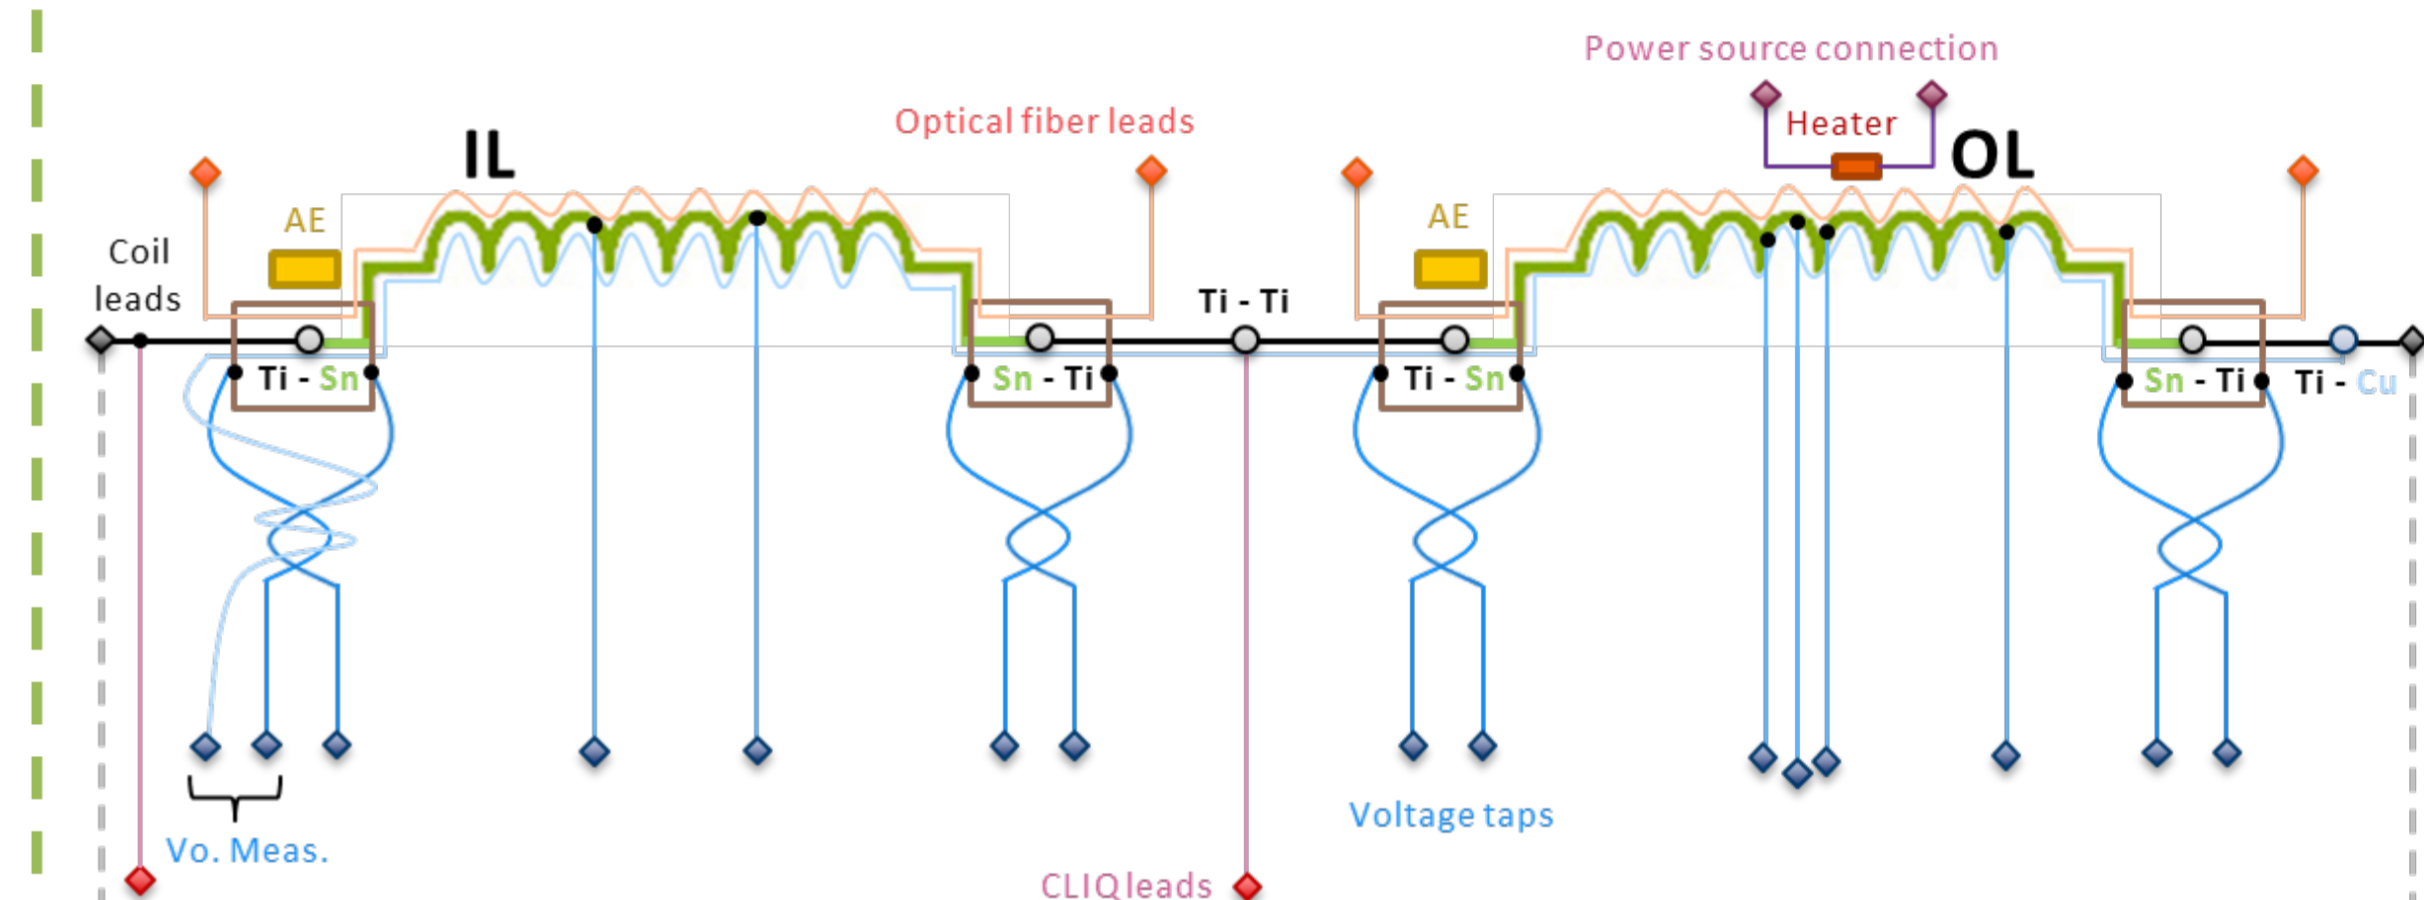 Power source connection
Optical fiber leads
Heater
IL
OL
AE
AE
Coil
leads
Ti - Ti
Ti - Sn
Sn - Ti
Ti - Sn
Sn - Ti
Ti - Cu
Voltage taps
Vo. Meas.
CLIQ leads